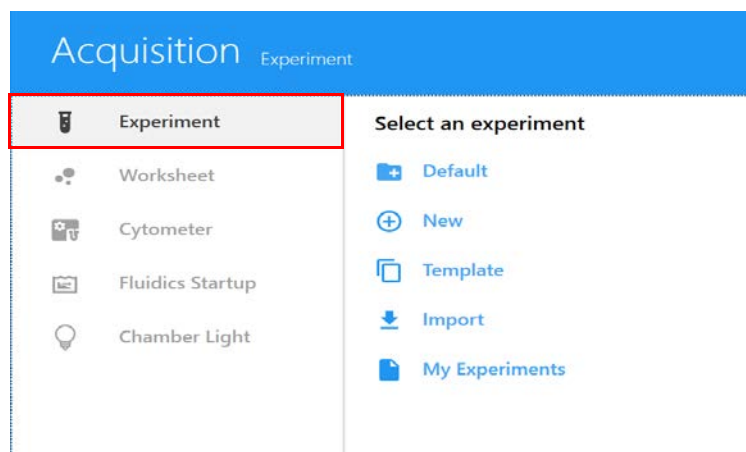 Acquisition Experiment
Experiment
Worksheet
Cytometer
Fluidics Startup
Chamber Light
Select an experiment
Default
New
Template
Import
My Experiments